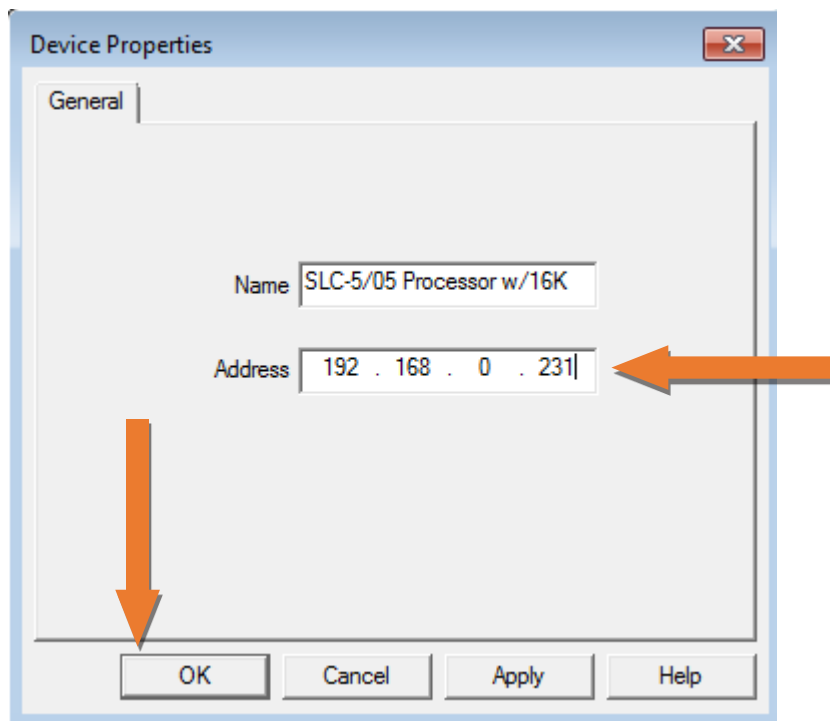 Device Properties
General
Name SLC-5/05 Processor w/16K
Address 192 . 168 . 0 . 231
OK Cancel Apply Help